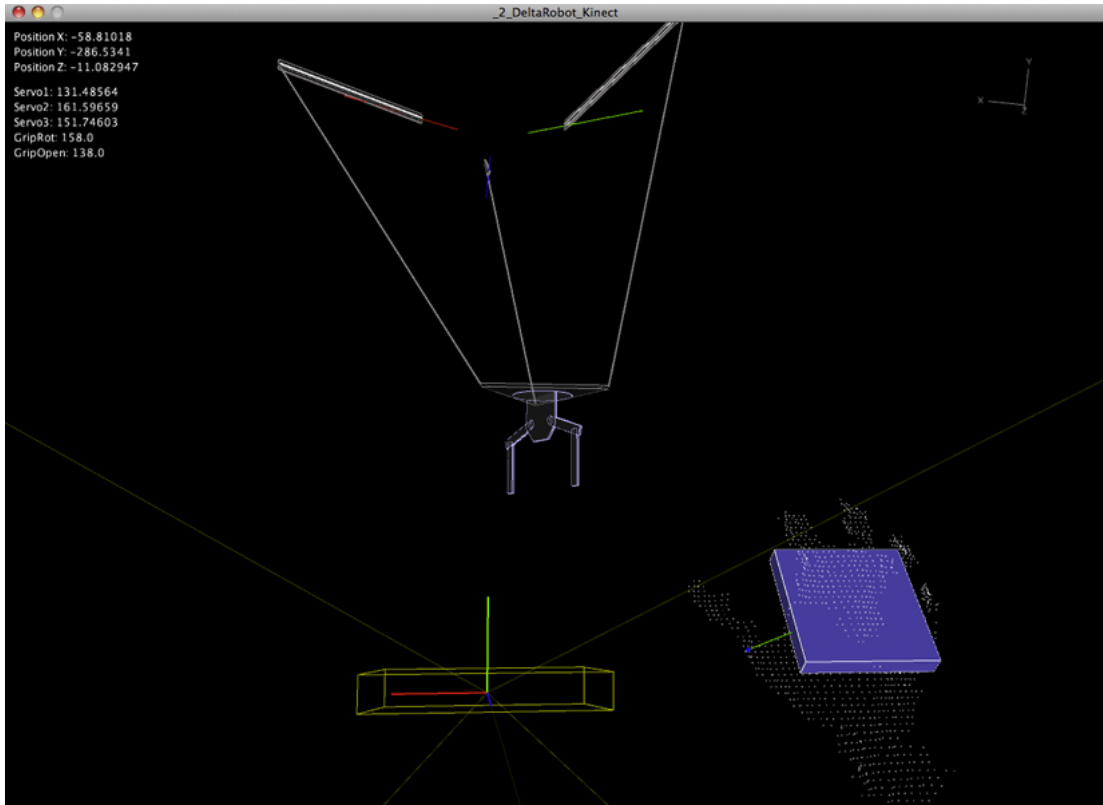 _2_DeltaRobot_Kinect
Position X: -58.81018
Position Y: -286.5341
Position Z: -11.082947
Servo1: 131.48564
Servo2: 161.59659
Servo3: 151.74603
GripRot: 158.0
GripOpen: 138.0
Y
X
Z